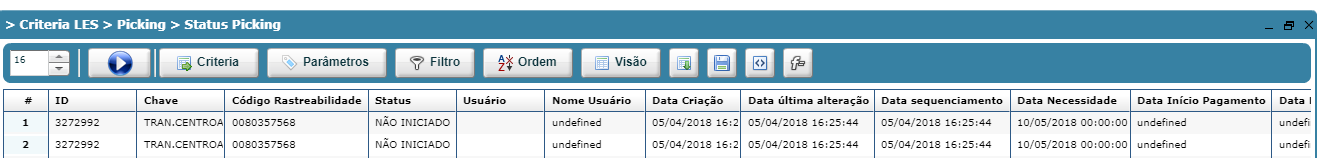 > Criteria LES > Picking > Status Picking
16 Criteria Parâmetros Filtro Ordem Visão
# ID Chave Código Rastreabilidade Status Usuário Nome Usuário Data Criação Data última alteração Data sequenciamento Data Necessidade Data Início Pagamento Data
1 3272992 TRAN.CENTROA 0080357568 NÃO INICIADO undefined 05/04/2018 16:2 05/04/2018 16:25:44 05/04/2018 16:25:44 10/05/2018 00:00:00 undefined undefi
2 3272992 TRAN.CENTROA 0080357568 NÃO INICIADO undefined 05/04/2018 16:2 05/04/2018 16:25:44 05/04/2018 16:25:44 10/05/2018 00:00:00 undefined undefi